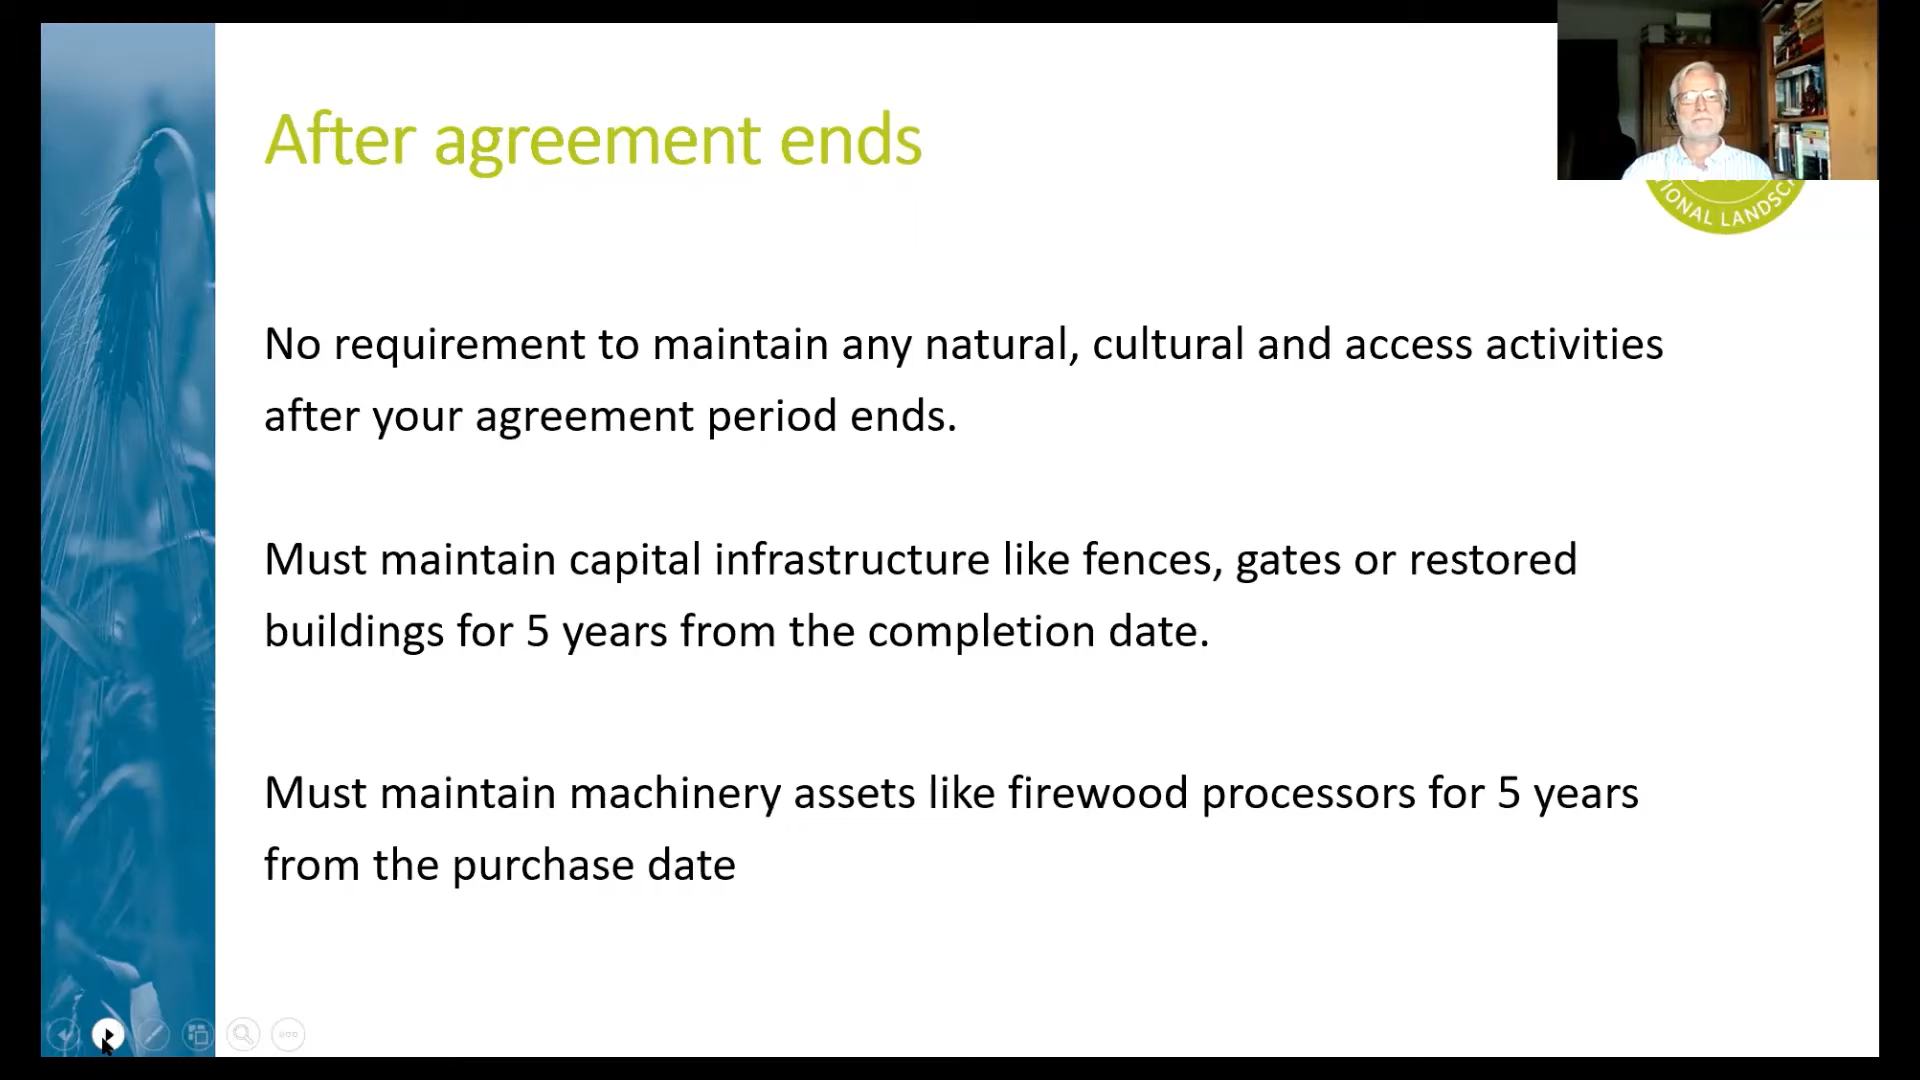 After agreement ends
IONAL LANDSC
No requirement to maintain any natural, cultural and access activities
after your agreement period ends.
Must maintain capital infrastructure like fences, gates or restored
buildings for 5 years from the completion date.
Must maintain machinery assets like firewood processors for 5 years
from the purchase date